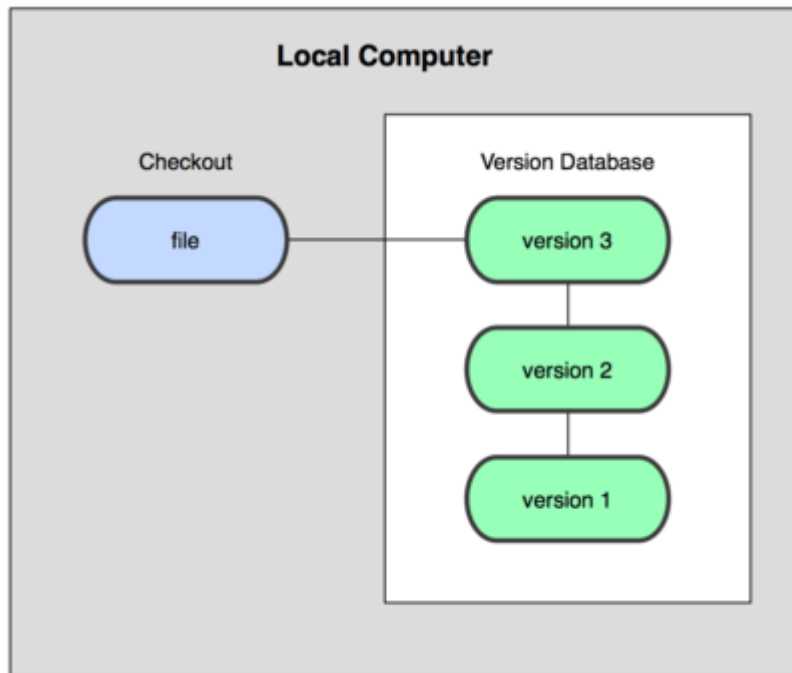 Local Computer
Checkout
Version Database
file
version 3
version 2
version 1